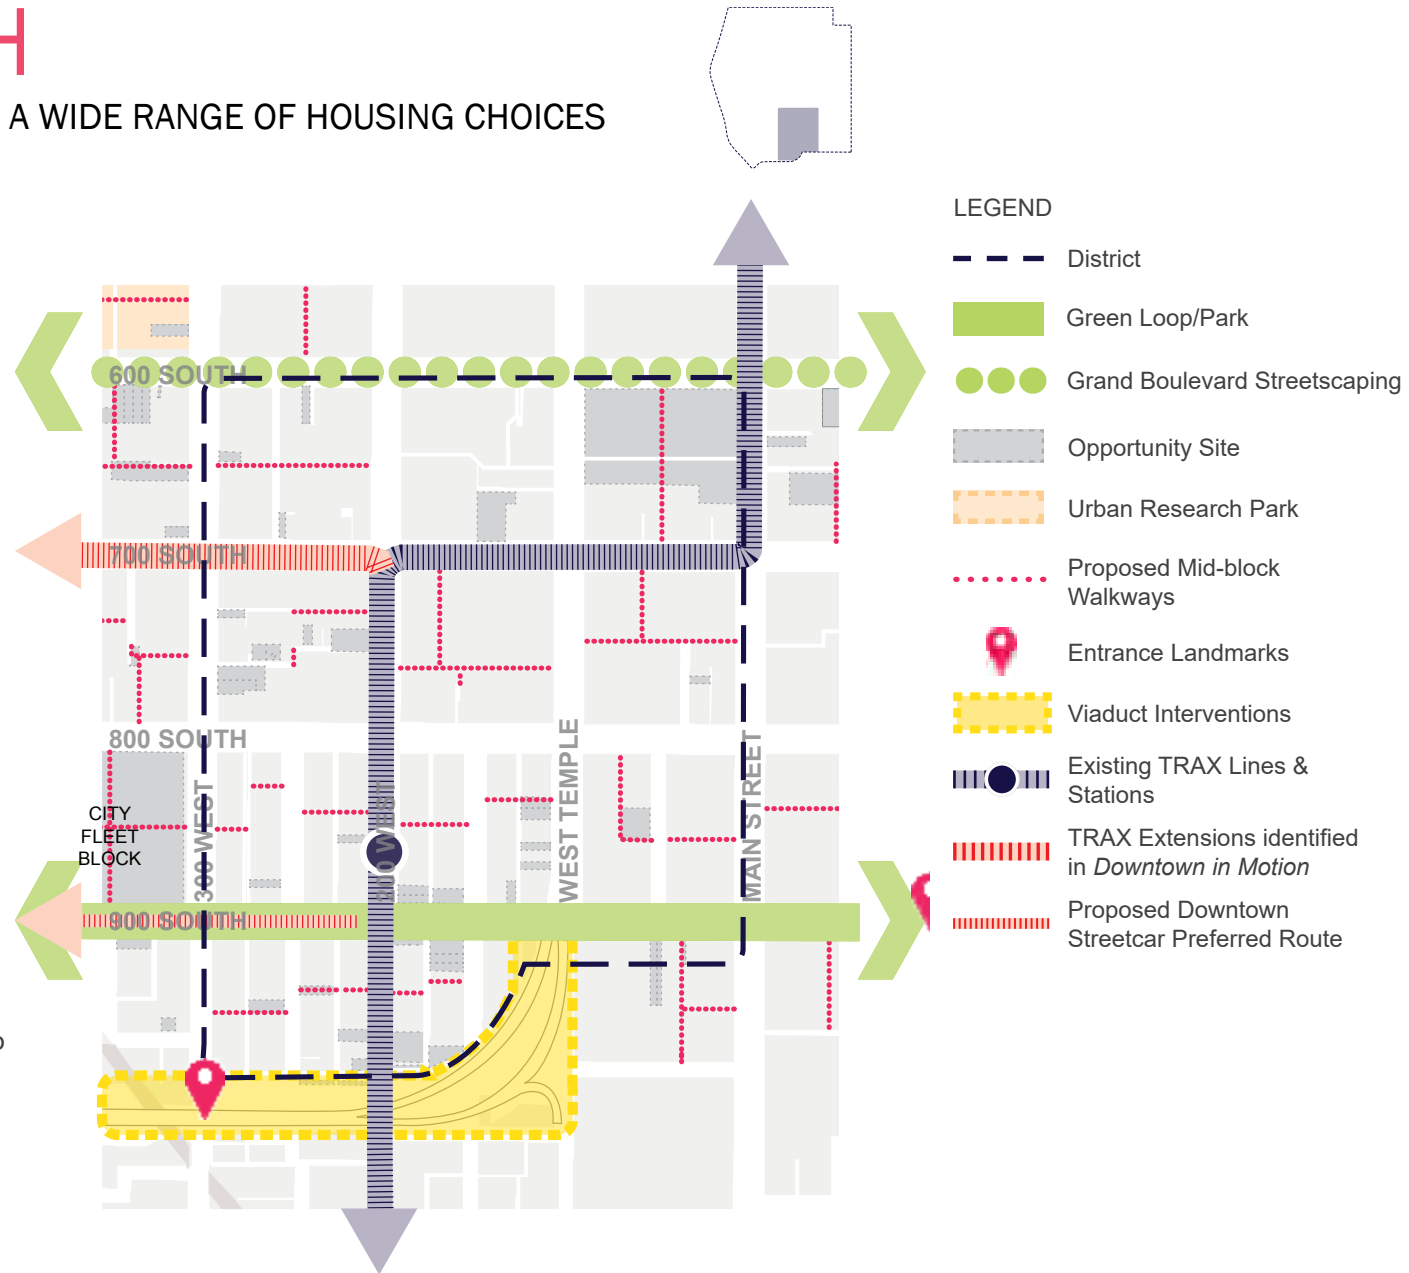 H
A WIDE RANGE OF HOUSING CHOICES
LEGEND
District
Green Loop/Park
Grand Boulevard Streetscaping
Opportunity Site
Urban Research Park
Proposed Mid-block
Walkways
Entrance Landmarks
Viaduct Interventions
Existing TRAX Lines &
Stations
TRAX Extensions identified
in Downtown in Motion
Proposed Downtown
Streetcar Preferred Route
600 SOUTH
700 SOUTH
800 SOUTH
CITY
FLEET
BLOCK
300 WEST
200 WEST
WEST TEMPLE
MAIN STREET
900 SOUTH